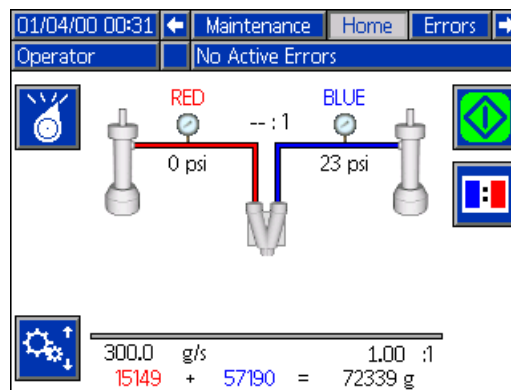 01/04/00 00:31 Maintenance Home Errors
Operator No Active Errors
RED BLUE
-- : 1
0 psi 23 psi
300.0 g/s 1.00 :1
15149 + 57190 = 72339 g